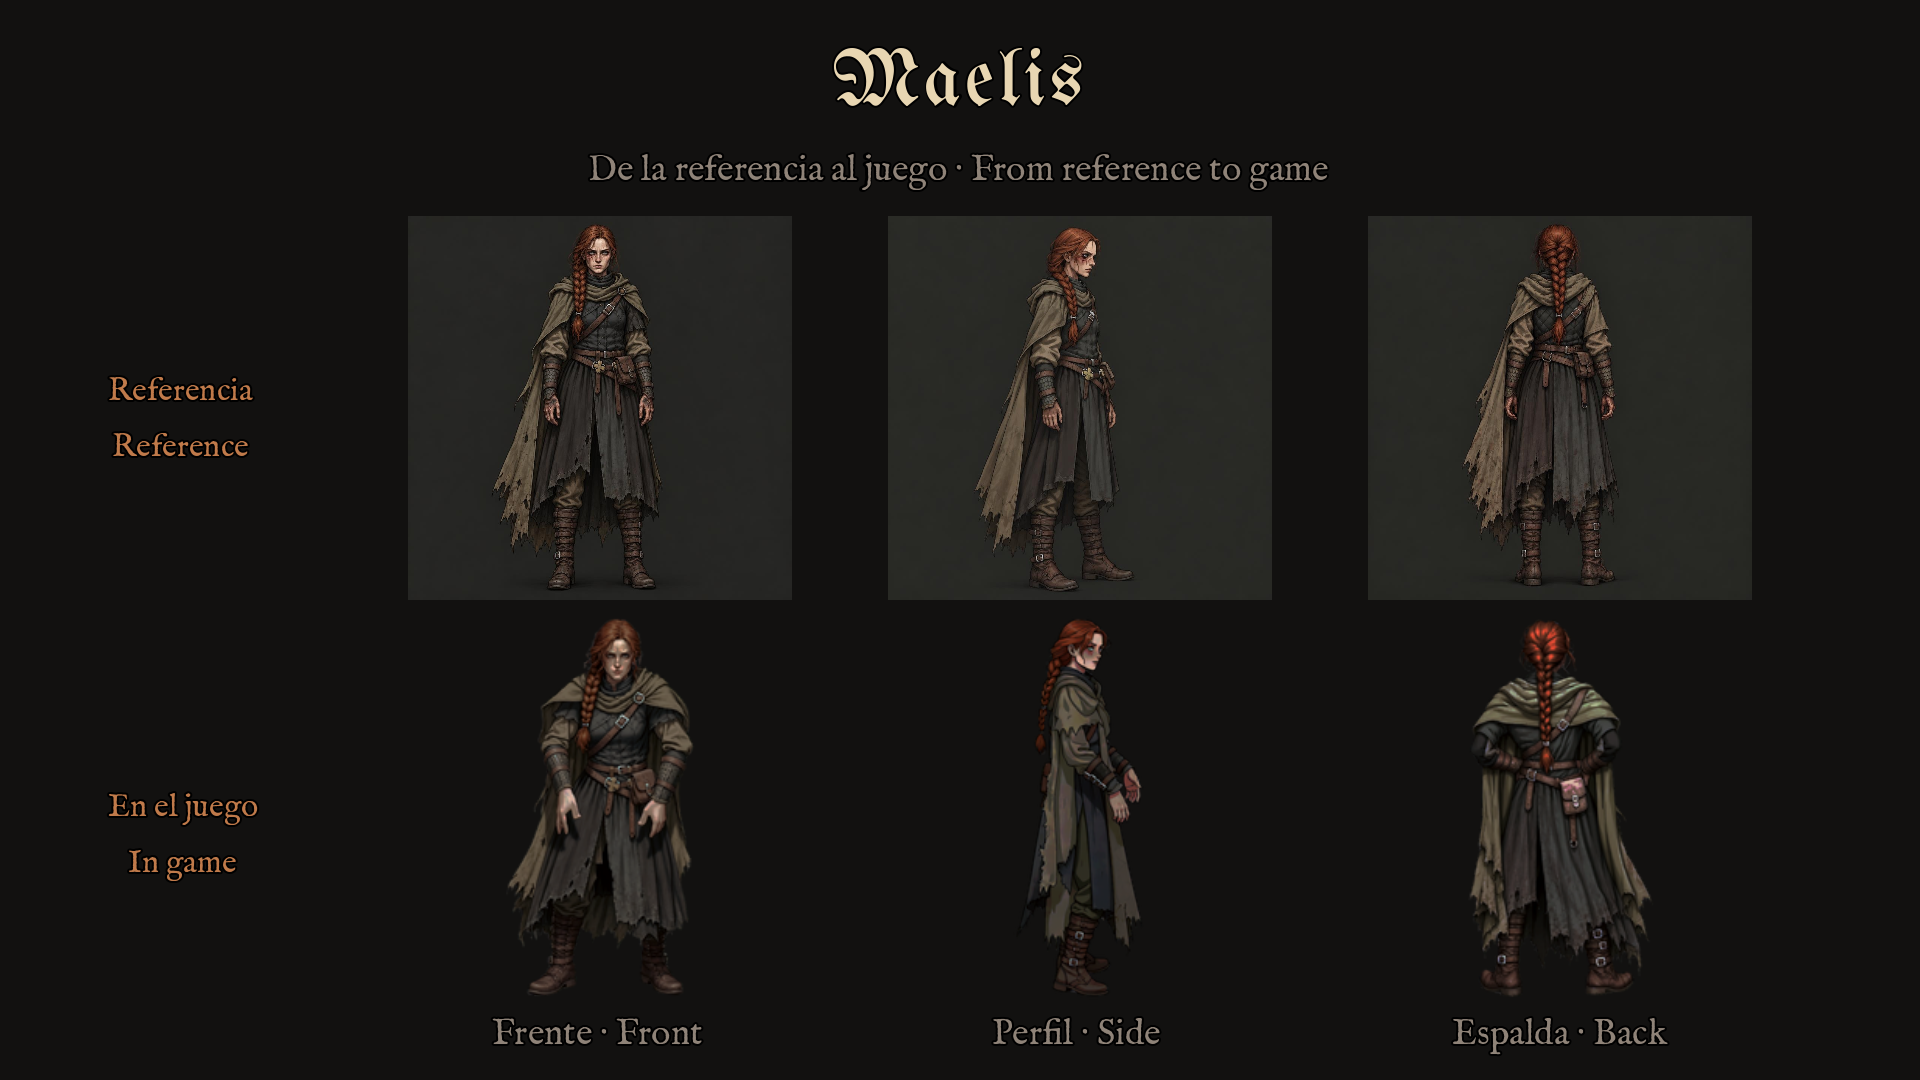 Maelis
De la referencia al juego · From reference to game
Referencia
Reference
En el juego
In game
Frente · Front
Perfil · Side
Espalda · Back